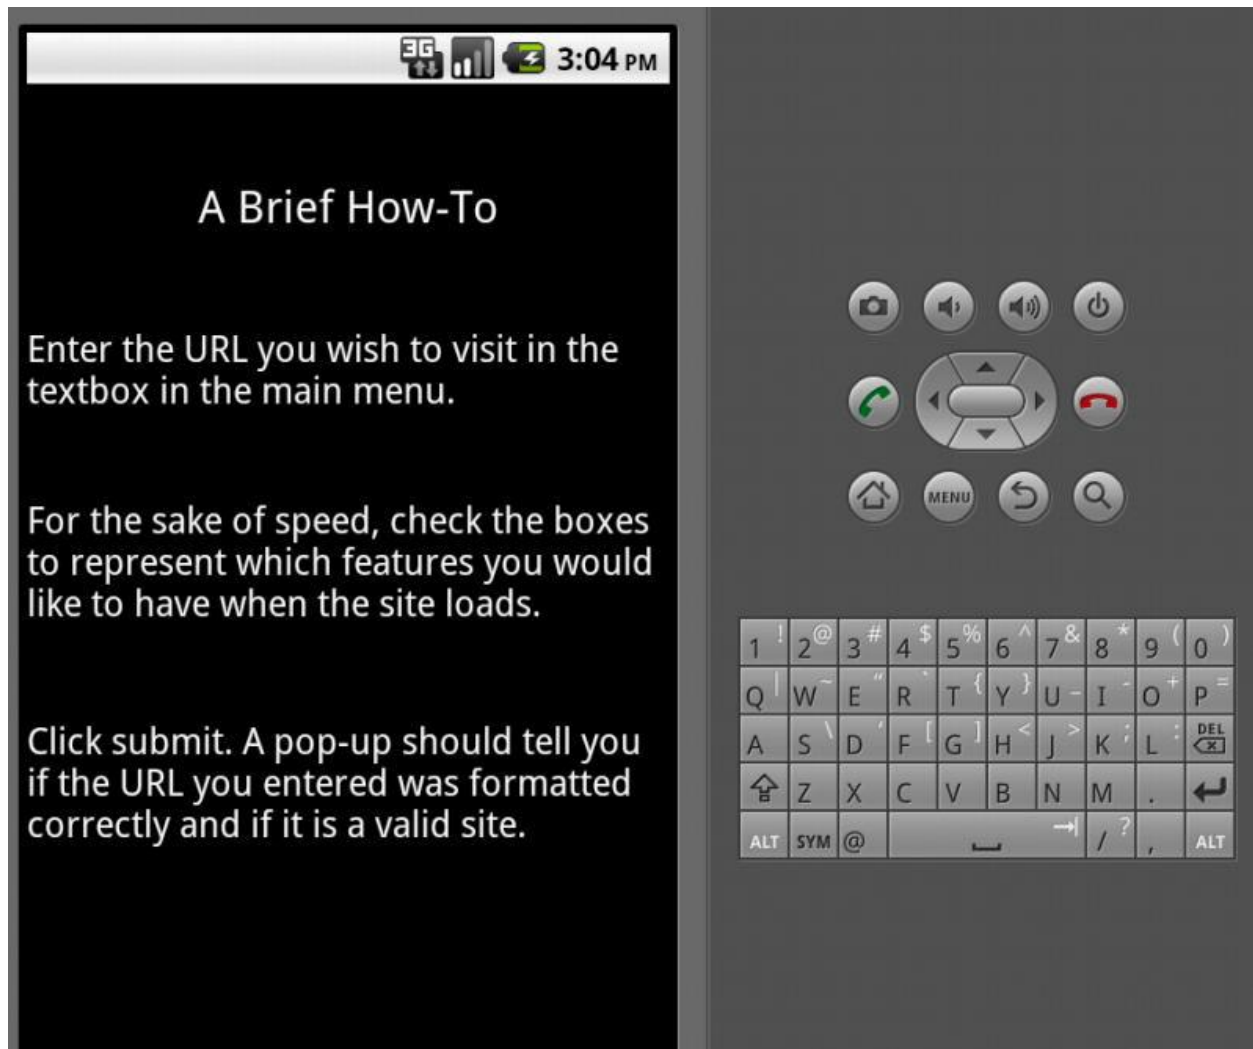 3G 3:04 PM
A Brief How-To
Enter the URL you wish to visit in the
textbox in the main menu.
For the sake of speed, check the boxes
to represent which features you would
like to have when the site loads.
Click submit. A pop-up should tell you
if the URL you entered was formatted
correctly and if it is a valid site.
MENU
1 ! 2 @ 3 # 4 $ 5 % 6 ^ 7 & 8 * 9 ( 0 )
Q | W ~ E " R ` T { Y } U _ I - O + P =
A S \ D ' F [ G ] H < J > K ; L : DEL
Z X C V B N M .
ALT SYM @ / ? , ALT